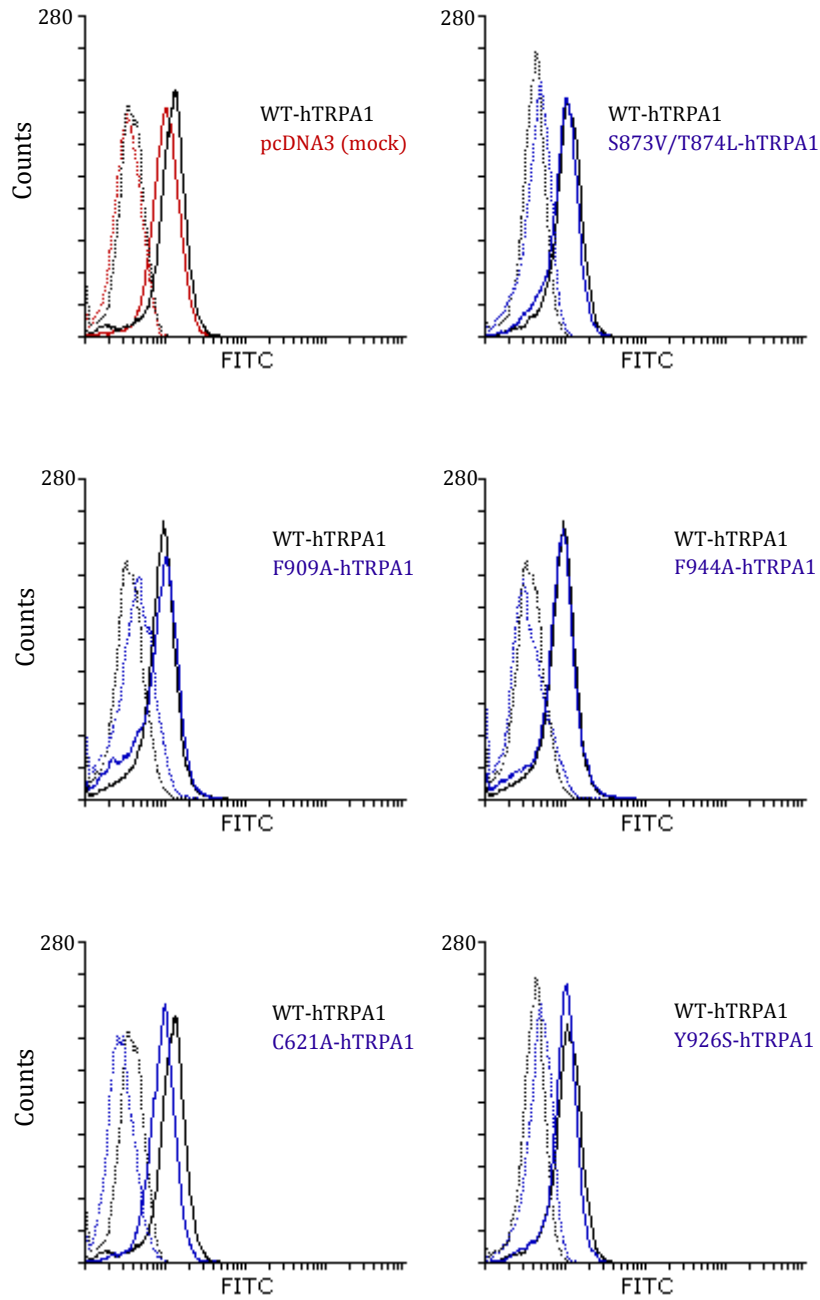 280
Counts
WT-hTRPA1
pcDNA3 (mock)
FITC
280
WT-hTRPA1
S873V/T874L-hTRPA1
FITC
280
Counts
WT-hTRPA1
F909A-hTRPA1
FITC
280
WT-hTRPA1
F944A-hTRPA1
FITC
280
Counts
WT-hTRPA1
C621A-hTRPA1
FITC
280
WT-hTRPA1
Y926S-hTRPA1
FITC